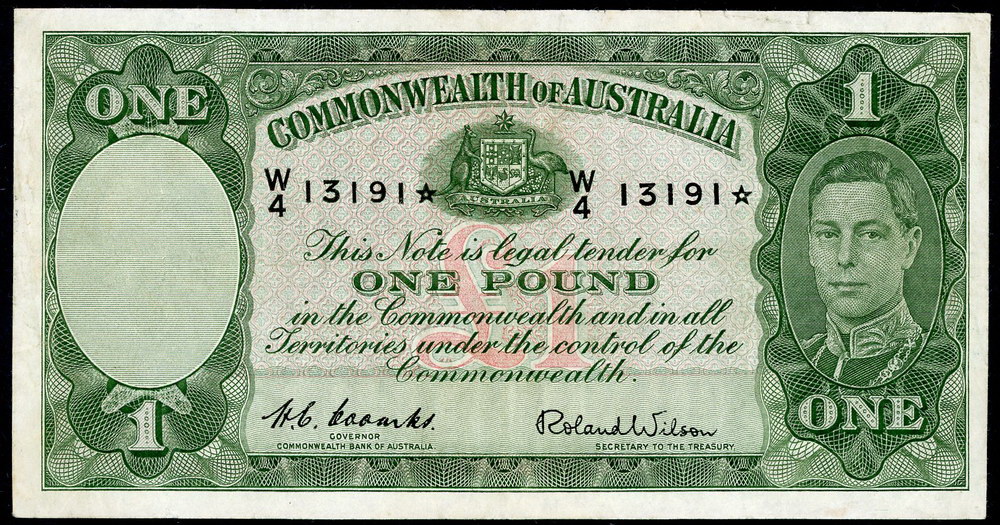 ONE
1
COMMONWEALTH OF AUSTRALIA
AUSTRALIA
W/4 13191☆ W/4 13191☆
This Note is legal tender for
ONE POUND
in the Commonwealth and in all
Territories under the control of the
Commonwealth.
£1
H.C. Coombs.
GOVERNOR
COMMONWEALTH BANK OF AUSTRALIA.
Roland Wilson
SECRETARY TO THE TREASURY.
1
ONE